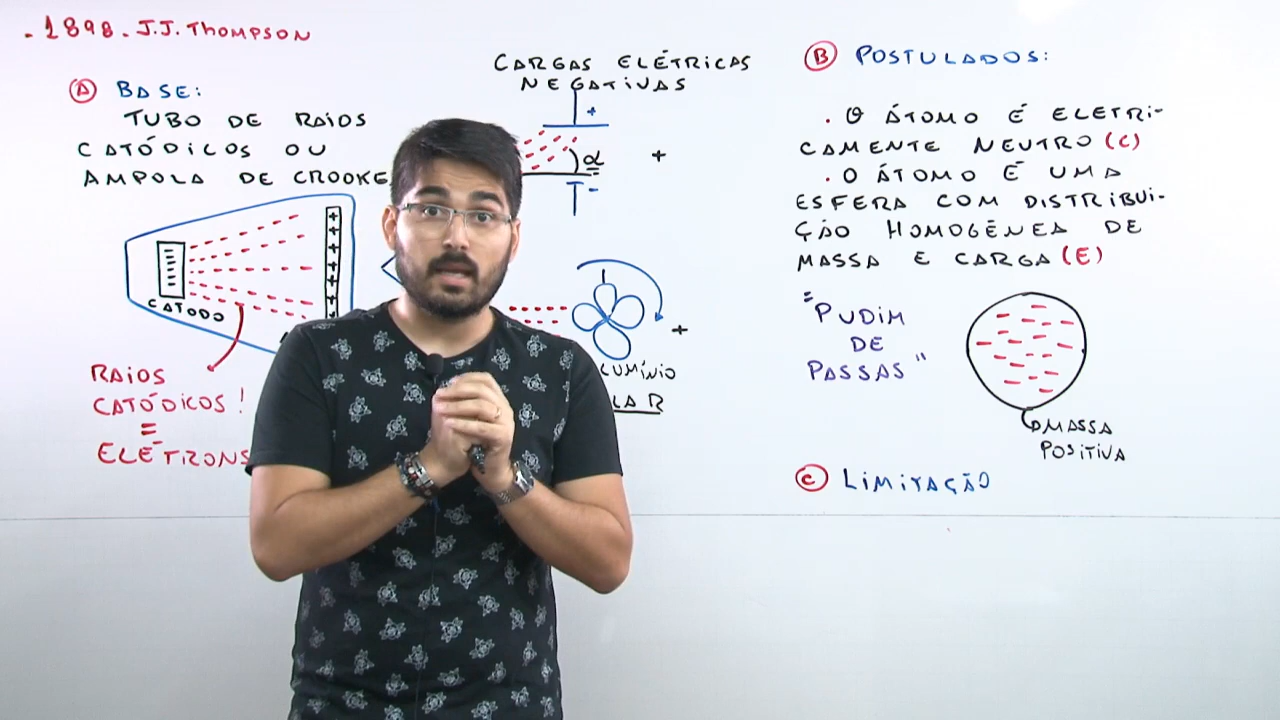 . 1898. J.J. THOMPSON
A BASE:
TUBO DE RAIOS
CATÓDICOS OU
AMPOLA DE CROOKE
CATODO
RAIOS
CATÓDICOS!
=
ELÉTRONS
CARGAS ELÉTRICAS
NEGATIVAS
+
α
+
-
+
B POSTULADOS:
. O ÁTOMO É ELETRI-
CAMENTE NEUTRO (C)
. O ÁTOMO É UMA
ESFERA COM DISTRIBUI-
ÇÃO HOMOGÊNEA DE
MASSA E CARGA (E)
"PUDIM
DE
PASSAS"
MASSA
POSITIVA
C LIMITAÇÃO